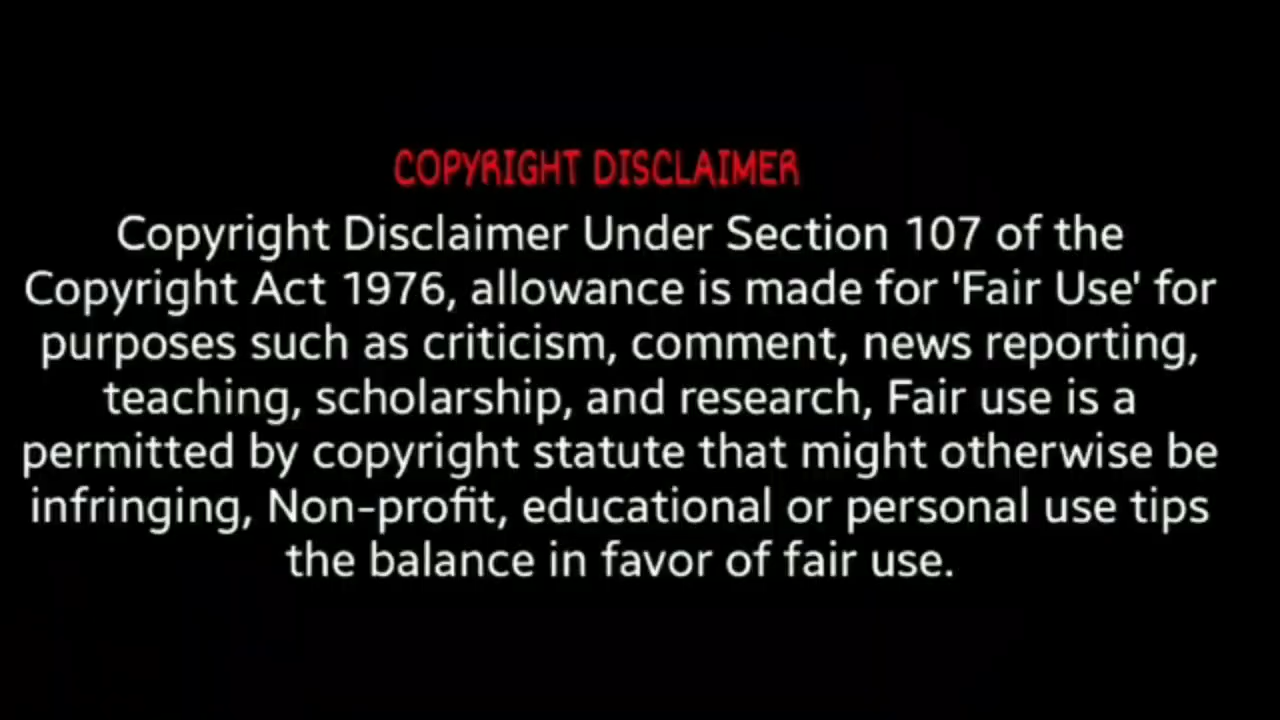 COPYRIGHT DISCLAIMER
Copyright Disclaimer Under Section 107 of the
Copyright Act 1976, allowance is made for 'Fair Use' for
purposes such as criticism, comment, news reporting,
teaching, scholarship, and research, Fair use is a
permitted by copyright statute that might otherwise be
infringing, Non-profit, educational or personal use tips
the balance in favor of fair use.